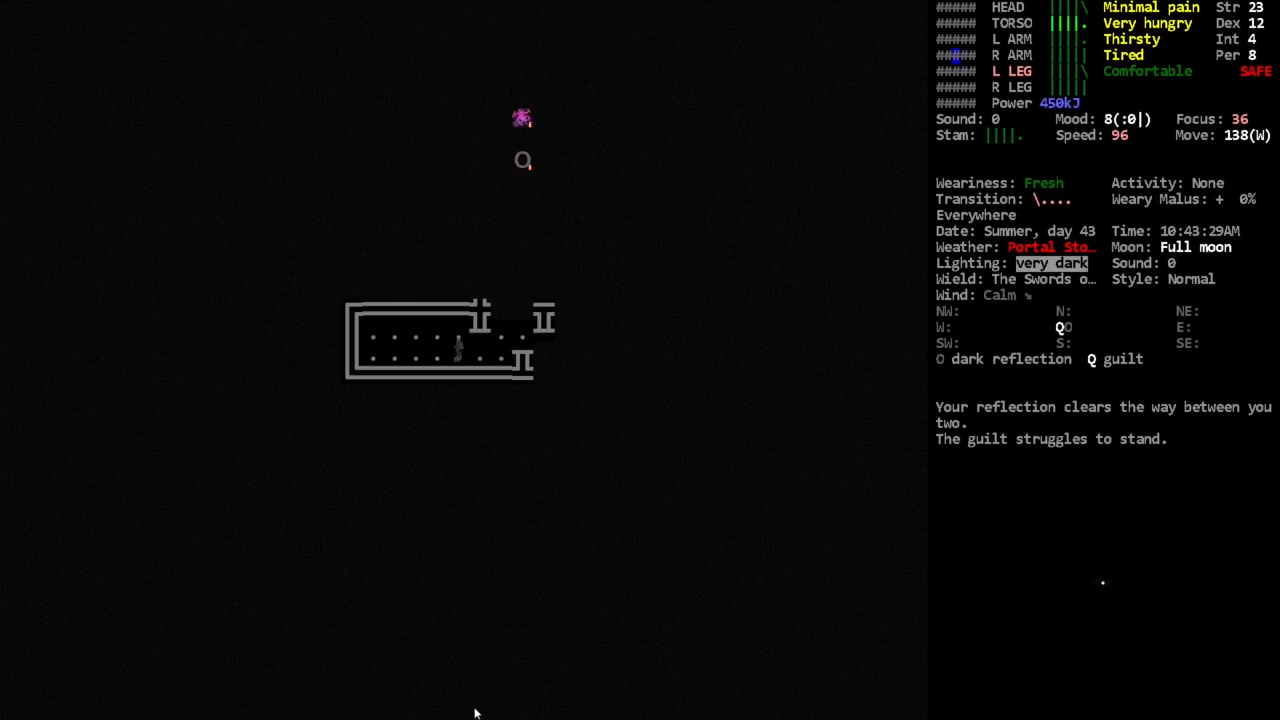 ##### HEAD ||||\ Minimal pain Str 23
##### TORSO ||||. Very hungry Dex 12
##### L ARM ||||. Thirsty Int 4
##### R ARM ||||| Tired Per 8
##### L LEG ||||\ Comfortable SAFE
##### R LEG |||||
##### Power 450kJ
Sound: 0 Mood: 8(:0|) Focus: 36
Stam: ||||. Speed: 96 Move: 138(W)
Weariness: Fresh Activity: None
Transition: \.... Weary Malus: + 0%
Everywhere
Date: Summer, day 43 Time: 10:43:29AM
Weather: Portal Sto… Moon: Full moon
Lighting: very dark Sound: 0
Wield: The Swords o… Style: Normal
Wind: Calm ⇘
NW: N: NE:
W: QO E:
SW: S: SE:
O dark reflection Q guilt
Your reflection clears the way between you
two.
The guilt struggles to stand.
O